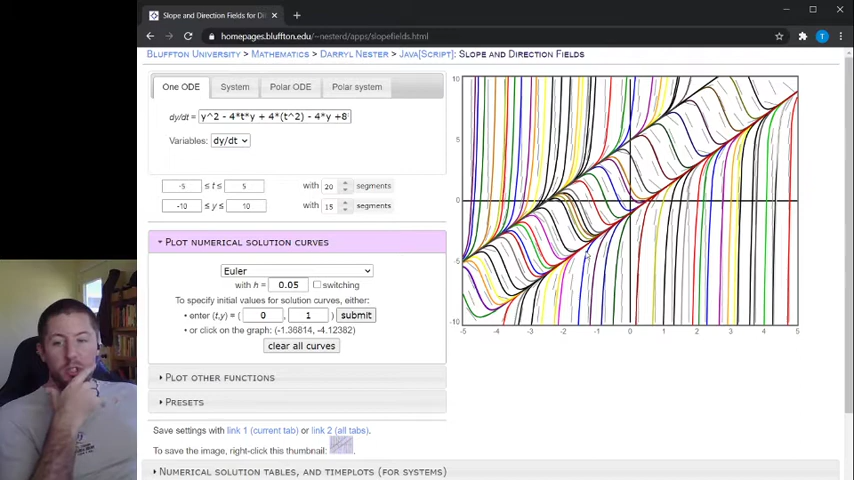 Slope and Direction Fields for Di
homepages.bluffton.edu/~nesterd/apps/slopefields.html
T
BLUFFTON UNIVERSITY > MATHEMATICS > DARRYL NESTER > JAVA[SCRIPT]: SLOPE AND DIRECTION FIELDS
One ODE System Polar ODE Polar system
dy/dt = y^2 - 4*t*y + 4*(t^2) - 4*y +8
Variables: dy/dt
-5 ≤ t ≤ 5 with 20 segments
-10 ≤ y ≤ 10 with 15 segments
PLOT NUMERICAL SOLUTION CURVES
Euler
with h = 0.05 switching
To specify initial values for solution curves, either:
• enter (t,y) = ( 0 , 1 ) submit
• or click on the graph: (-1.36814, -4.12382)
clear all curves
PLOT OTHER FUNCTIONS
PRESETS
Save settings with link 1 (current tab) or link 2 (all tabs).
To save the image, right-click this thumbnail: .
NUMERICAL SOLUTION TABLES, AND TIMEPLOTS (FOR SYSTEMS)
10
5
0
-5
-10
-5 -4 -3 -2 -1 0 1 2 3 4 5